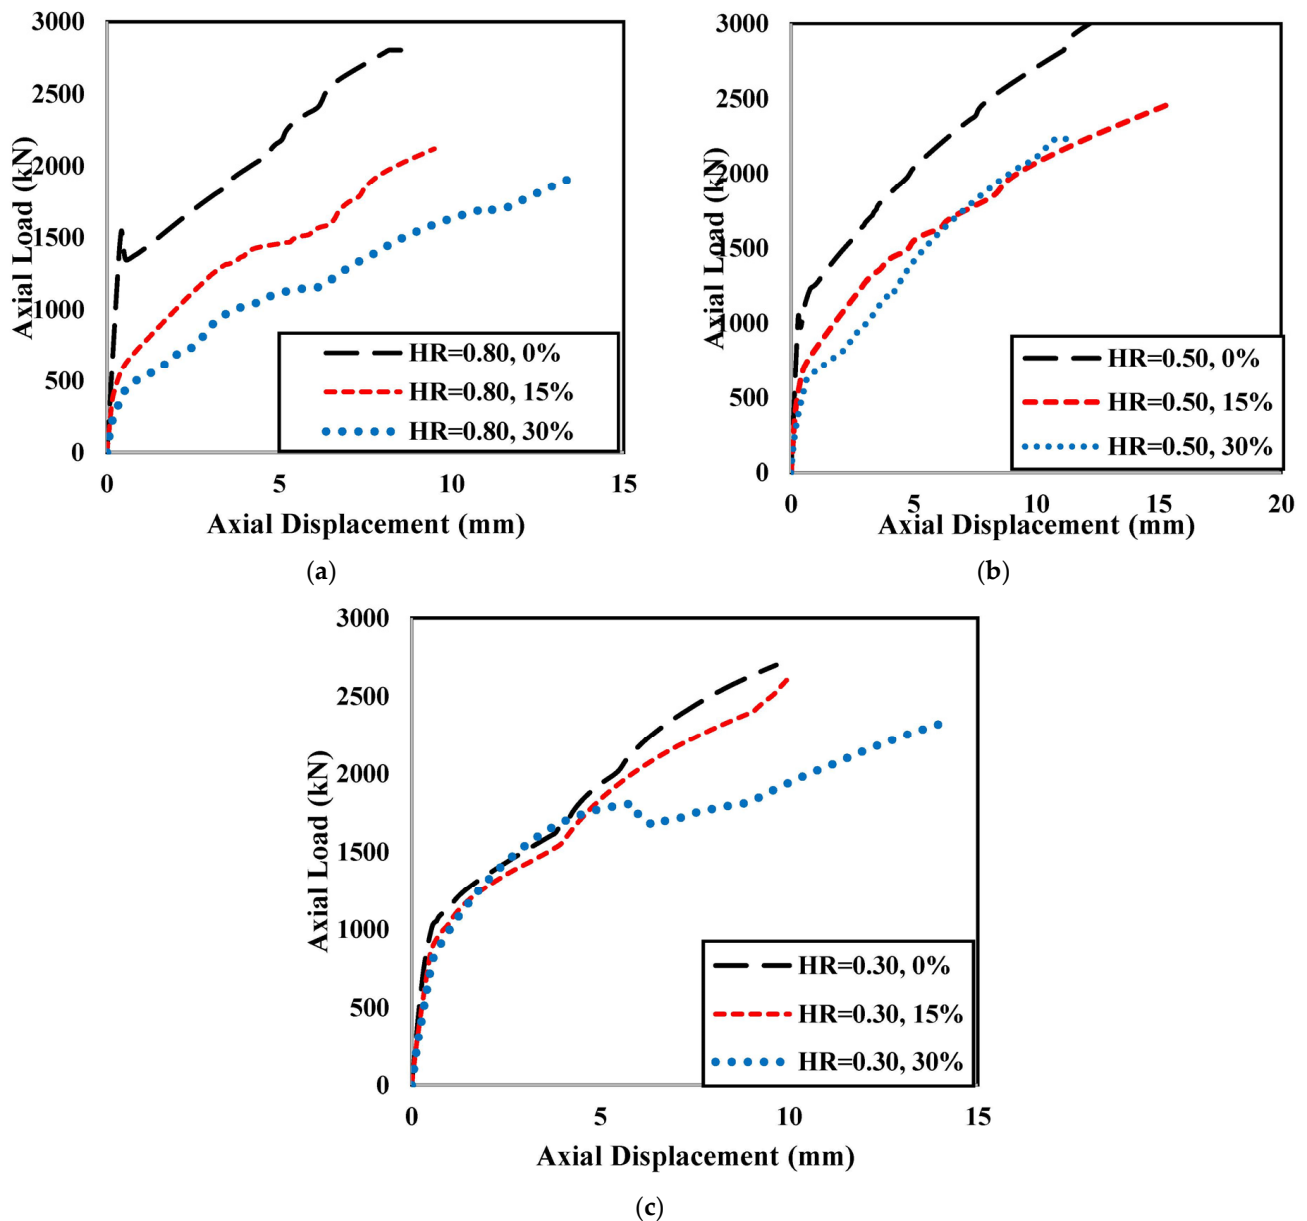 3000
2500
2000
1500
1000
500
0
Axial Load (kN)
HR=0.80, 0%
HR=0.80, 15%
HR=0.80, 30%
0 5 10 15
Axial Displacement (mm)
(a)
3000
2500
2000
1500
1000
500
0
Axial Load (kN)
HR=0.50, 0%
HR=0.50, 15%
HR=0.50, 30%
0 5 10 15 20
Axial Displacement (mm)
(b)
3000
2500
2000
1500
1000
500
0
Axial Load (kN)
HR=0.30, 0%
HR=0.30, 15%
HR=0.30, 30%
0 5 10 15
Axial Displacement (mm)
(c)